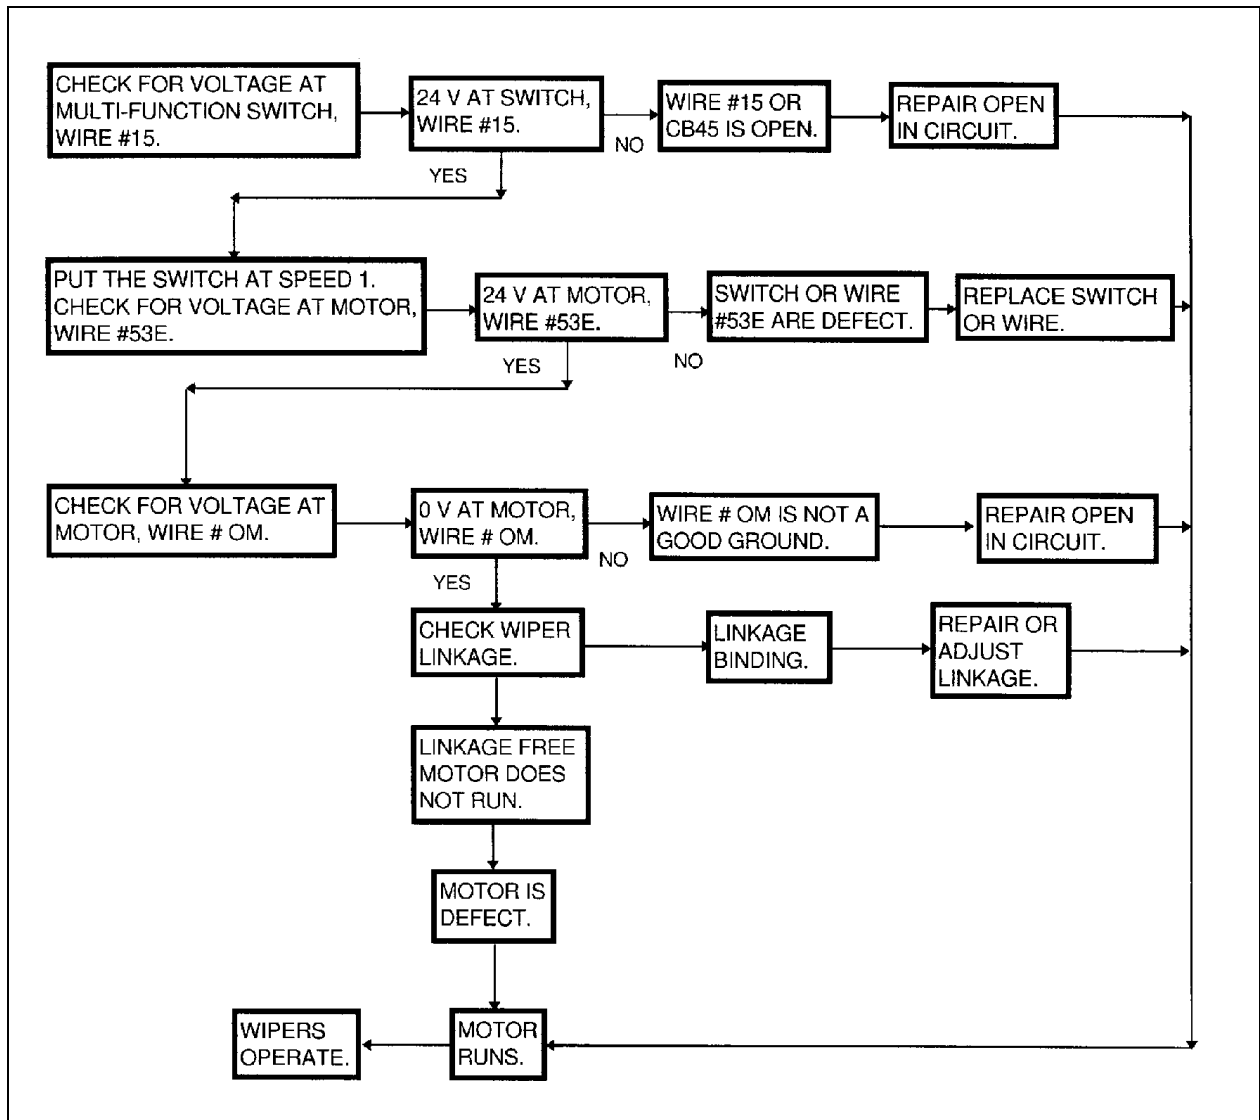 CHECK FOR VOLTAGE AT
MULTI-FUNCTION SWITCH,
WIRE #15.
24 V AT SWITCH,
WIRE #15.
NO
WIRE #15 OR
CB45 IS OPEN.
REPAIR OPEN
IN CIRCUIT.
YES
PUT THE SWITCH AT SPEED 1.
CHECK FOR VOLTAGE AT MOTOR,
WIRE #53E.
24 V AT MOTOR,
WIRE #53E.
NO
SWITCH OR WIRE
#53E ARE DEFECT.
REPLACE SWITCH
OR WIRE.
YES
CHECK FOR VOLTAGE AT
MOTOR, WIRE # OM.
0 V AT MOTOR,
WIRE # OM.
NO
WIRE # OM IS NOT A
GOOD GROUND.
REPAIR OPEN
IN CIRCUIT.
YES
CHECK WIPER
LINKAGE.
LINKAGE
BINDING.
REPAIR OR
ADJUST
LINKAGE.
LINKAGE FREE
MOTOR DOES
NOT RUN.
MOTOR IS
DEFECT.
WIPERS
OPERATE.
MOTOR
RUNS.